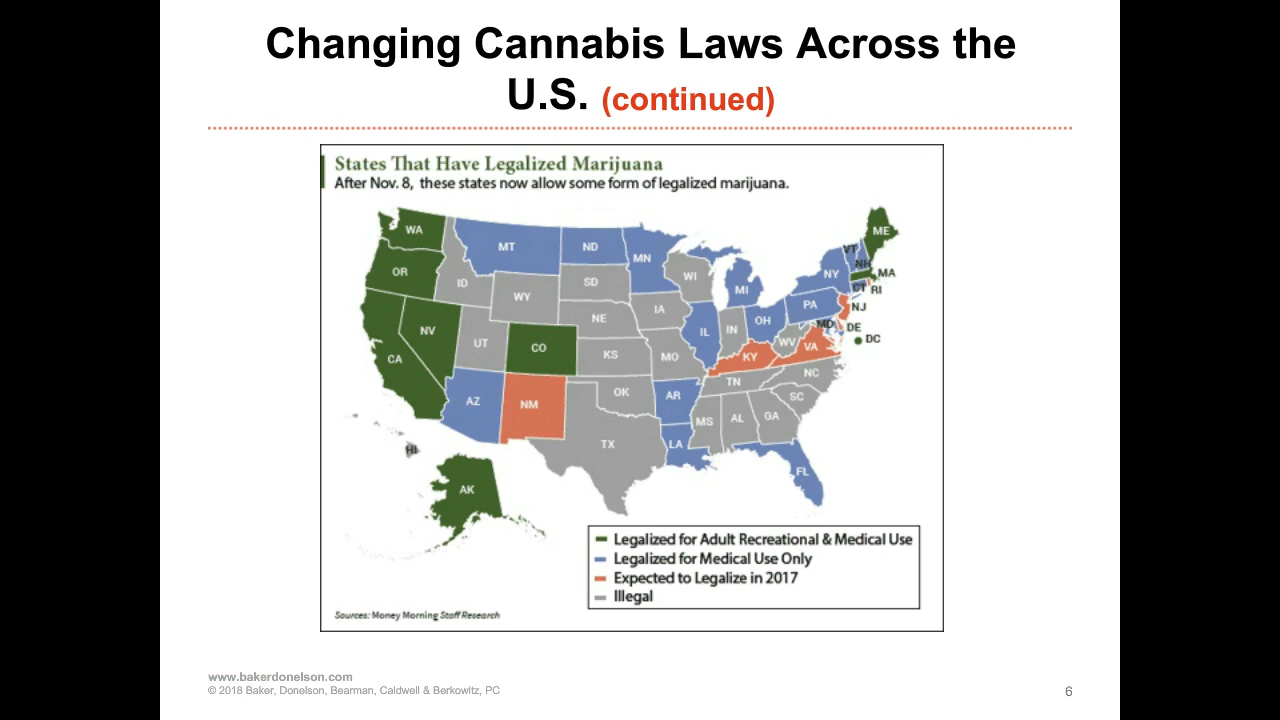 Changing Cannabis Laws Across the
U.S. (continued)
States That Have Legalized Marijuana
After Nov. 8, these states now allow some form of legalized marijuana.
WA
MT
ND
MN
ME
VT
NH
OR
ID
WY
SD
WI
MI
NY
MA
CT
RI
NV
UT
CO
NE
IA
IL
IN
OH
PA
NJ
MD
DE
DC
CA
KS
MO
KY
WV
VA
AZ
NM
OK
AR
TN
NC
SC
TX
LA
MS
AL
GA
FL
HI
AK
Legalized for Adult Recreational & Medical Use
Legalized for Medical Use Only
Expected to Legalize in 2017
Illegal
Sources: Money Morning Staff Research
www.bakerdonelson.com
© 2018 Baker, Donelson, Bearman, Caldwell & Berkowitz, PC
6